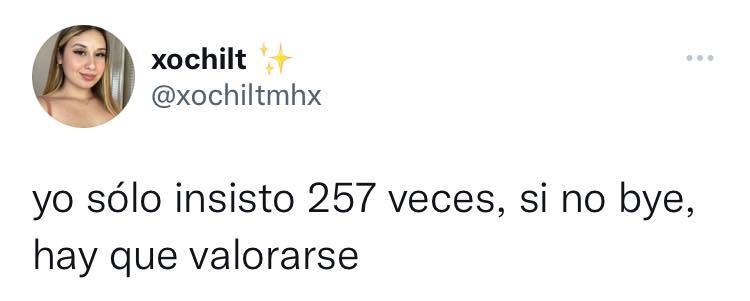 xochilt ✨
@xochiltmhx
yo sólo insisto 257 veces, si no bye,
hay que valorarse